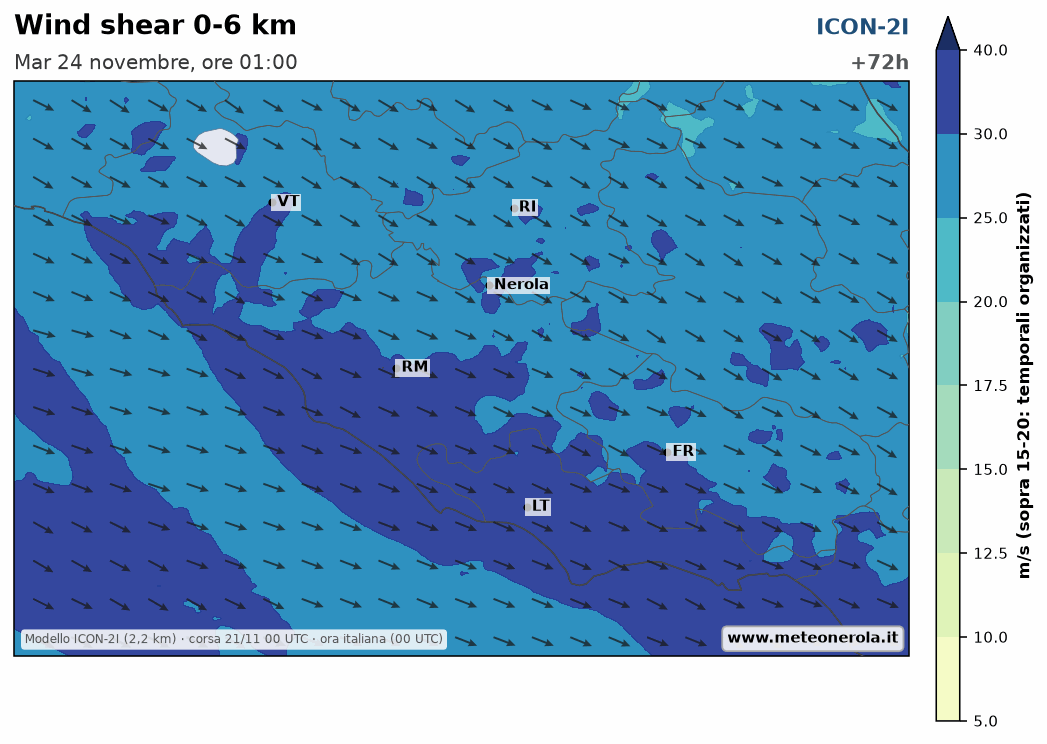 Wind shear 0-6 km
ICON-2I
Mar 24 novembre, ore 01:00
+72h
VT
RI
Nerola
RM
FR
LT
Modello ICON-2I (2,2 km) · corsa 21/11 00 UTC · ora italiana (00 UTC)
www.meteonerola.it
40.0
30.0
25.0
20.0
17.5
15.0
12.5
10.0
5.0
m/s (sopra 15-20: temporali organizzati)